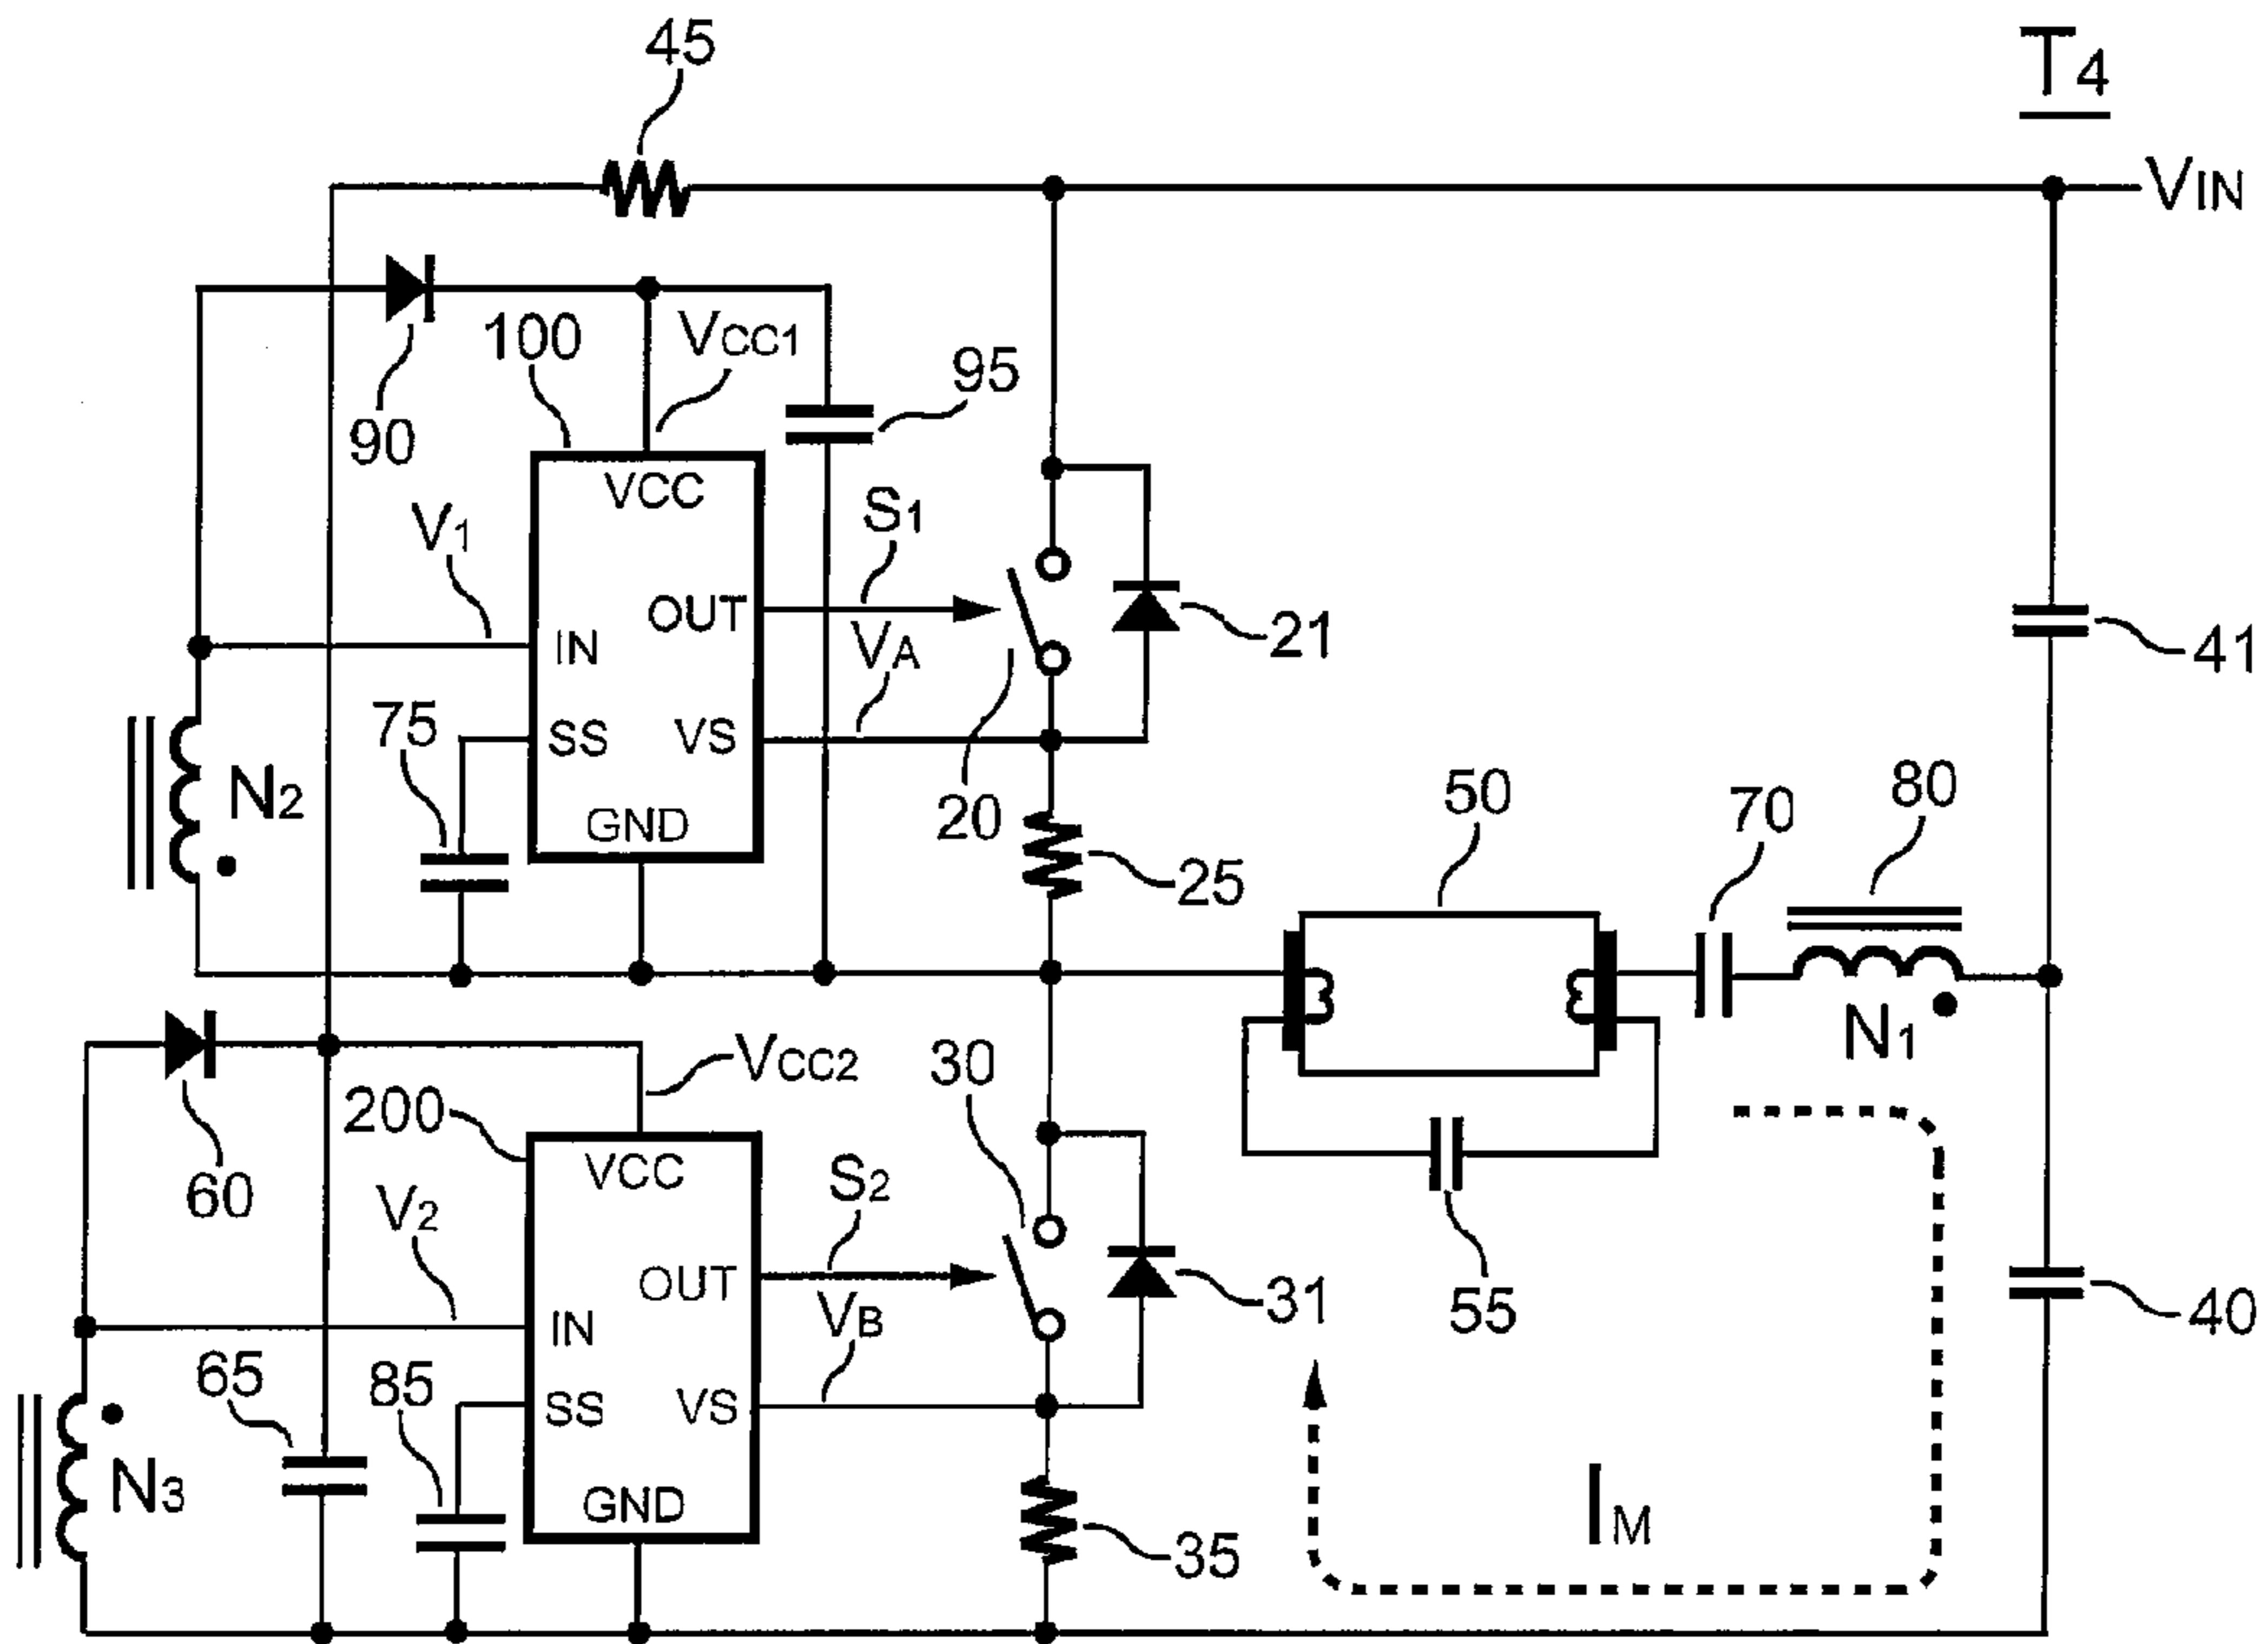 45
T4
VIN
90
100
VCC1
95
VCC
V1
S1
OUT
IN
VA
21
41
75
SS
VS
N2
GND
20
25
50
70
80
N1
VCC2
30
200
60
VCC
V2
S2
OUT
IN
VB
31
55
40
65
85
SS
VS
N3
GND
35
IM